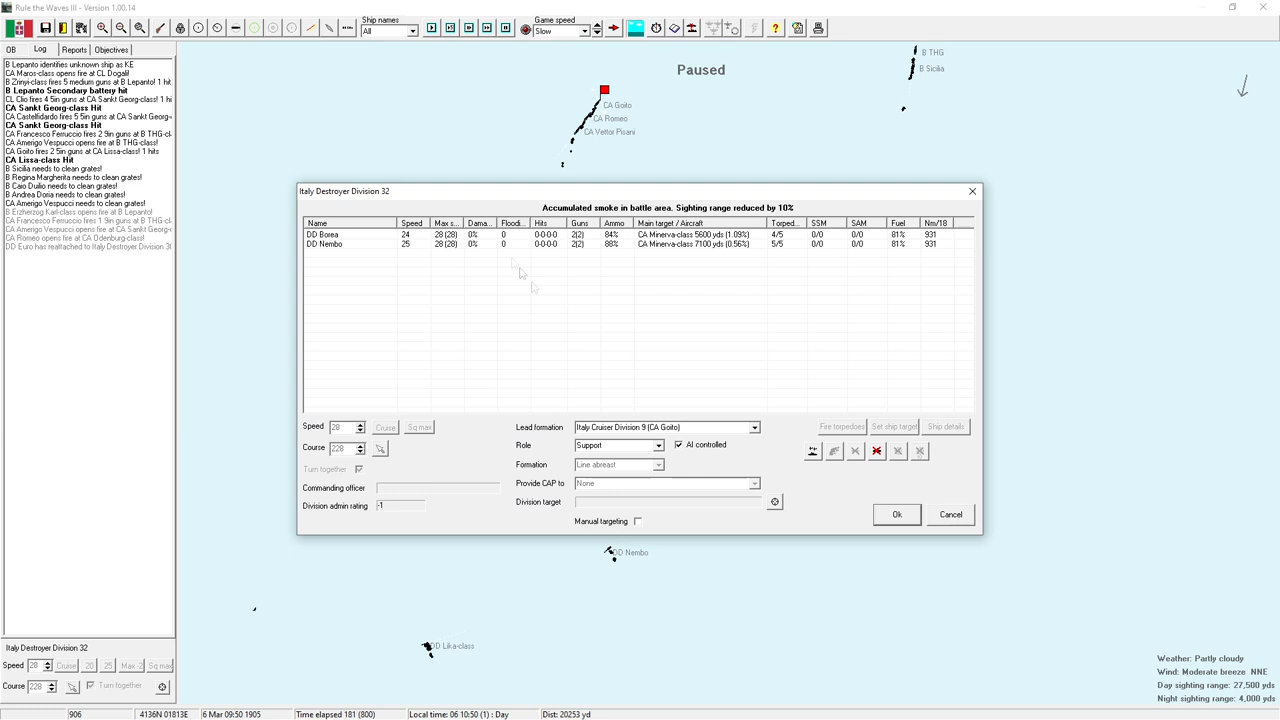 Rule the Waves III - Version 1.00.14
Ship names
All
Game speed
Slow
OB Log Reports Objectives
B Lepanto identifies unknown ship as KE
CA Maros-class opens fire at CL Dogali!
B Zrinyi-class fires 5 medium guns at B Lepanto! 1 hit
B Lepanto Secondary battery hit
CL Clio fires 4 5in guns at CA Sankt Georg-class! 1 hi
CA Sankt Georg-class Hit
CA Castelfidardo fires 5 5in guns at CA Sankt Georg-
CA Sankt Georg-class Hit
CA Francesco Ferruccio fires 2 9in guns at B THG-cl
CA Amerigo Vespucci opens fire at B THG-class!
CA Goito fires 2 5in guns at CA Lissa-class! 1 hits
CA Lissa-class Hit
B Sicilia needs to clean grates!
B Regina Margherita needs to clean grates!
B Caio Duilio needs to clean grates!
B Andrea Doria needs to clean grates!
CA Amerigo Vespucci needs to clean grates!
B Erzherzog Karl-class opens fire at B Lepanto!
CA Francesco Ferruccio fires 1 9in guns at B THG-cl
CA Amerigo Vespucci opens fire at CA Sankt Georg-c
CA Romeo opens fire at CA Odenburg-class!
DD Euro has reattached to Italy Destroyer Division 3
Paused
B THG
B Sicilia
CA Goito
CA Romeo
CA Vettor Pisani
Italy Destroyer Division 32
Accumulated smoke in battle area. Sighting range reduced by 10%
Name Speed Max s... Dama... Floodi... Hits Guns Ammo Main target / Aircraft Torped... SSM SAM Fuel Nm/18
DD Borea 24 28 (28) 0% 0 0-0-0-0 2(2) 84% CA Minerva-class 5600 yds (1.09%) 4/5 0/0 0/0 81% 931
DD Nembo 25 28 (28) 0% 0 0-0-0-0 2(2) 88% CA Minerva-class 7100 yds (0.56%) 5/5 0/0 0/0 81% 931
Speed 28 Cruise Sq max
Course 228
Turn together
Commanding officer
Division admin rating -1
Lead formation Italy Cruiser Division 9 (CA Goito)
Role Support AI controlled
Formation Line abreast
Provide CAP to None
Division target
Manual targeting
Fire torpedoes Set ship target Ship details
Ok Cancel
DD Nembo
DD Lika-class
Italy Destroyer Division 32
Speed 28 Cruise 20 25 Max -2 Sq max
Course 228 Turn together
Weather: Partly cloudy
Wind: Moderate breeze NNE
Day sighting range: 27,500 yds
Night sighting range: 4,000 yds
906 4136N 01813E 6 Mar 09:50 1905 Time elapsed 181 (800) Local time: 06 10:50 (1) : Day Dist: 20253 yd